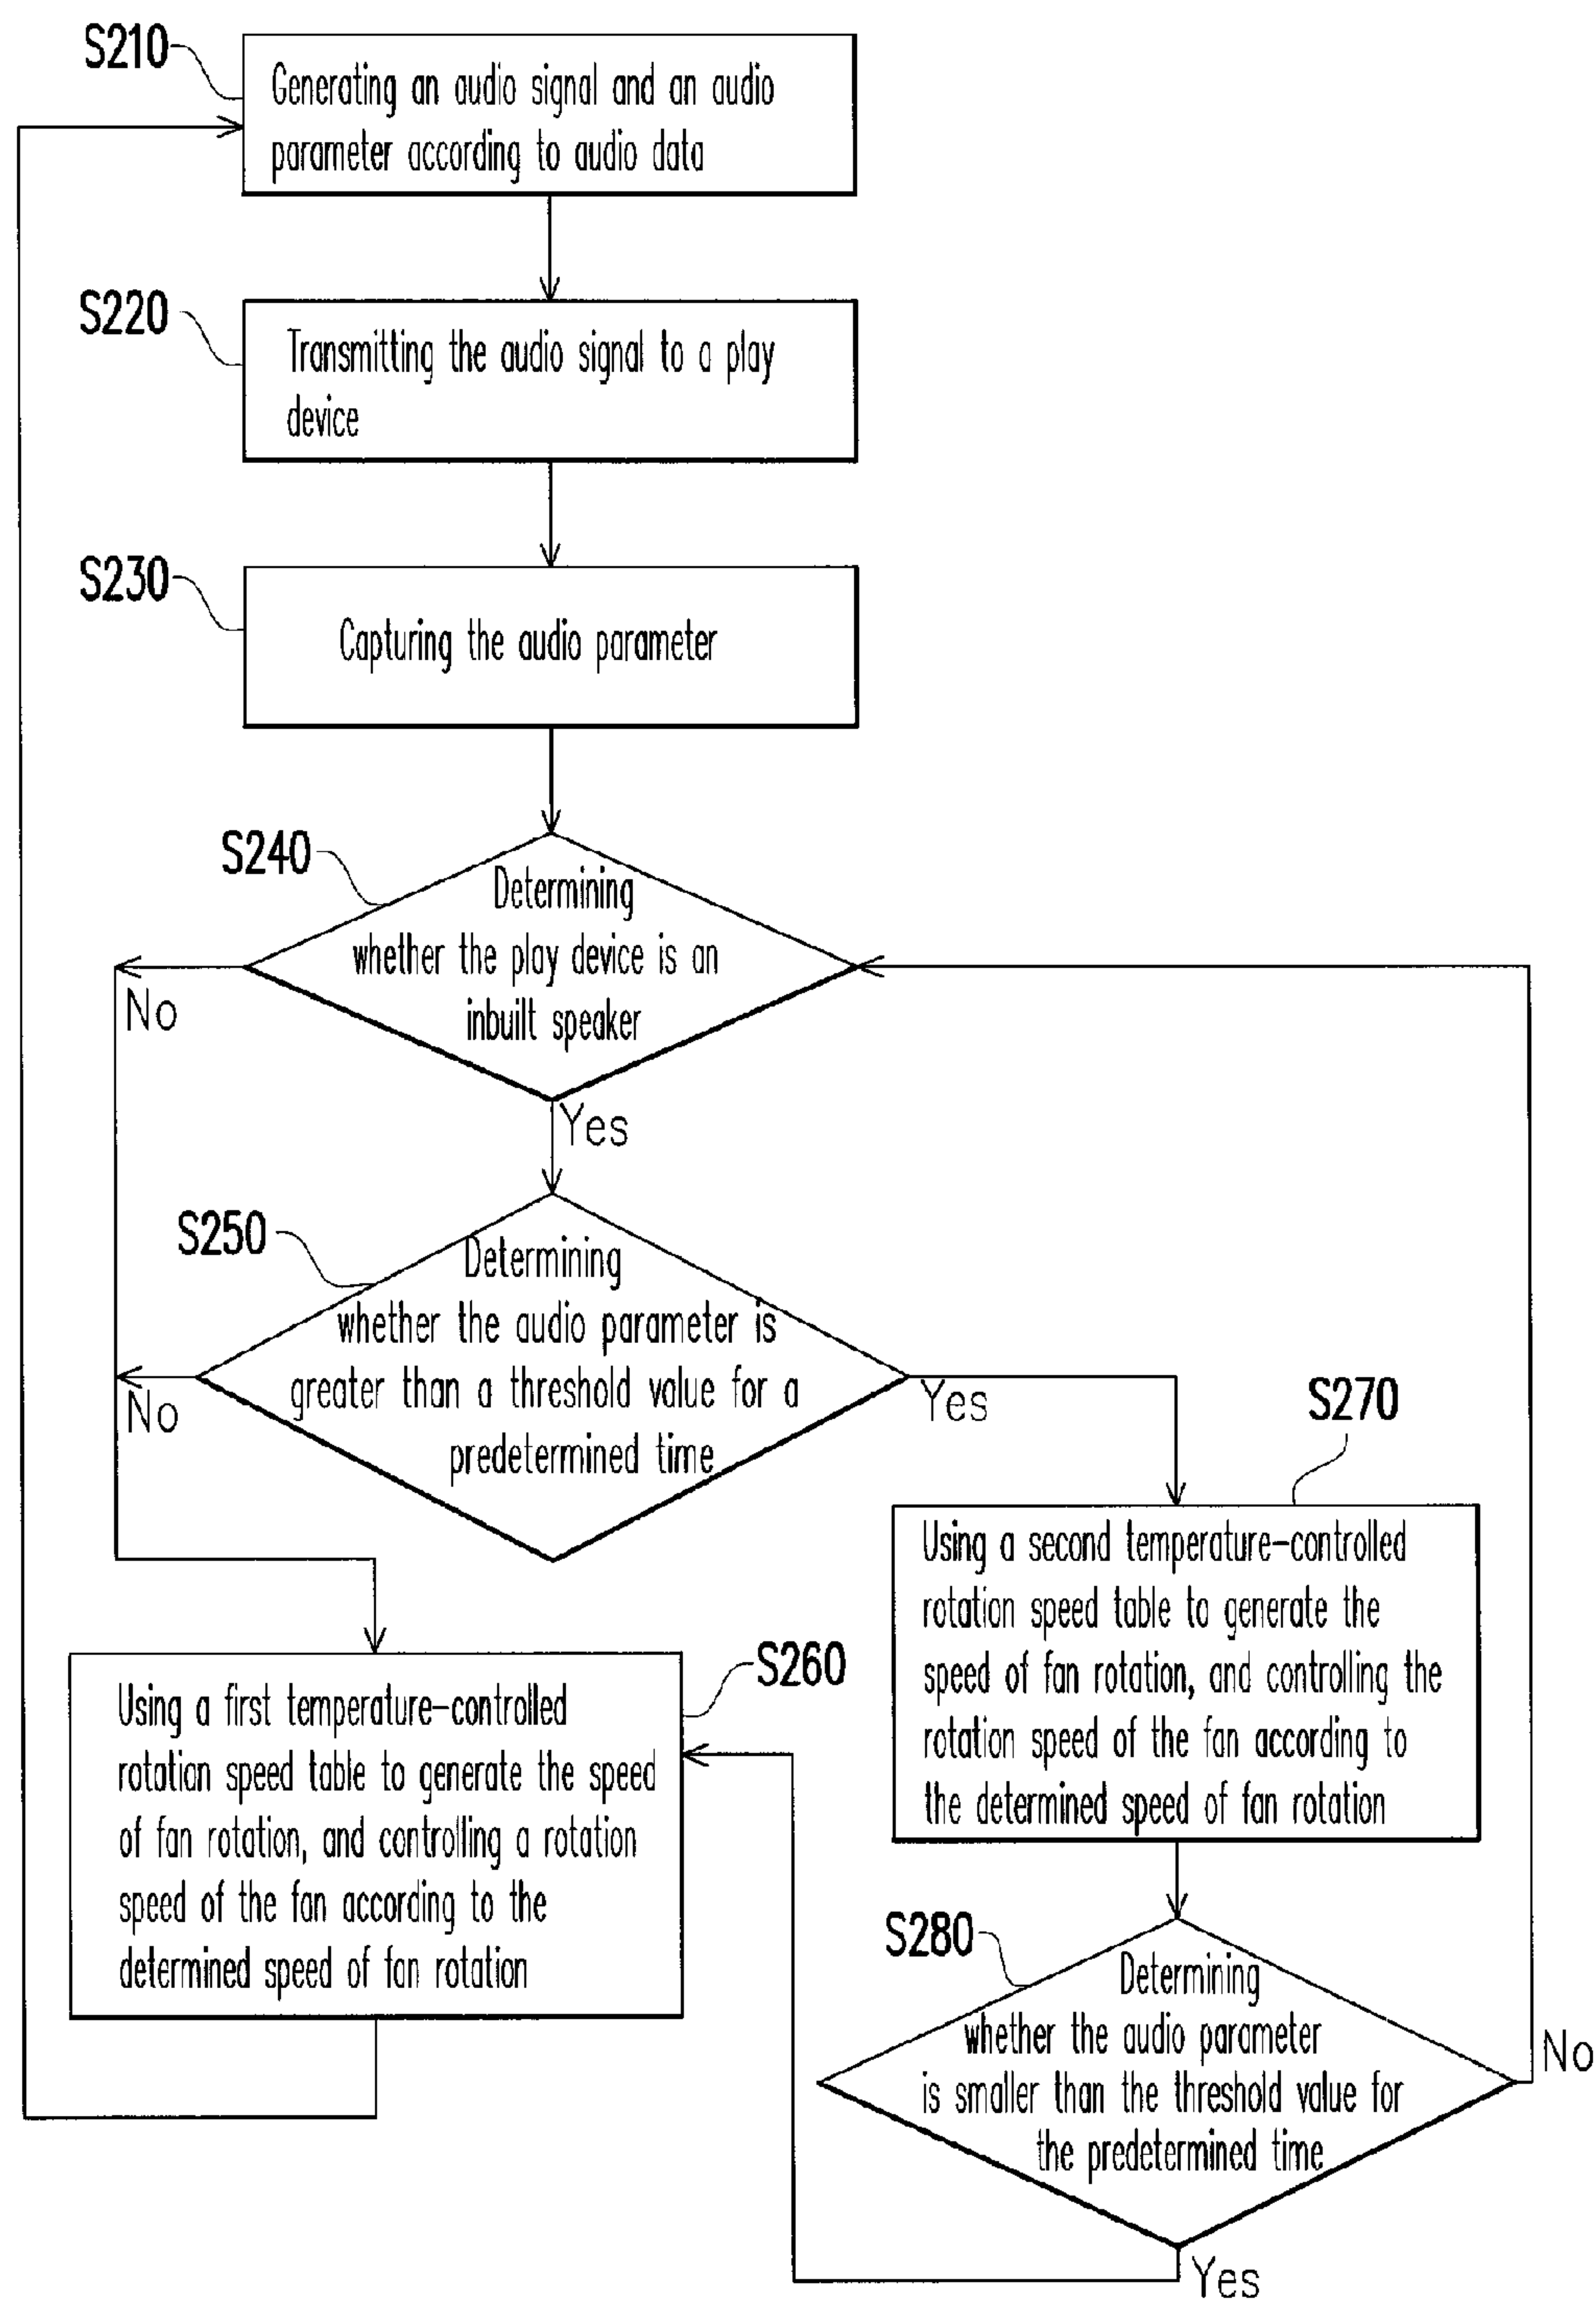 S210
Generating an audio signal and an audio
parameter according to audio data
S220
Transmitting the audio signal to a play
device
S230
Capturing the audio parameter
S240
Determining
whether the play device is an
inbuilt speaker
No
Yes
S250
Determining
whether the audio parameter is
greater than a threshold value for a
predetermined time
No
Yes
S270
Using a second temperature-controlled
rotation speed table to generate the
speed of fan rotation, and controlling the
rotation speed of the fan according to
the determined speed of fan rotation
S260
Using a first temperature-controlled
rotation speed table to generate the speed
of fan rotation, and controlling a rotation
speed of the fan according to the
determined speed of fan rotation
S280
Determining
whether the audio parameter
is smaller than the threshold value for
the predetermined time
No
Yes